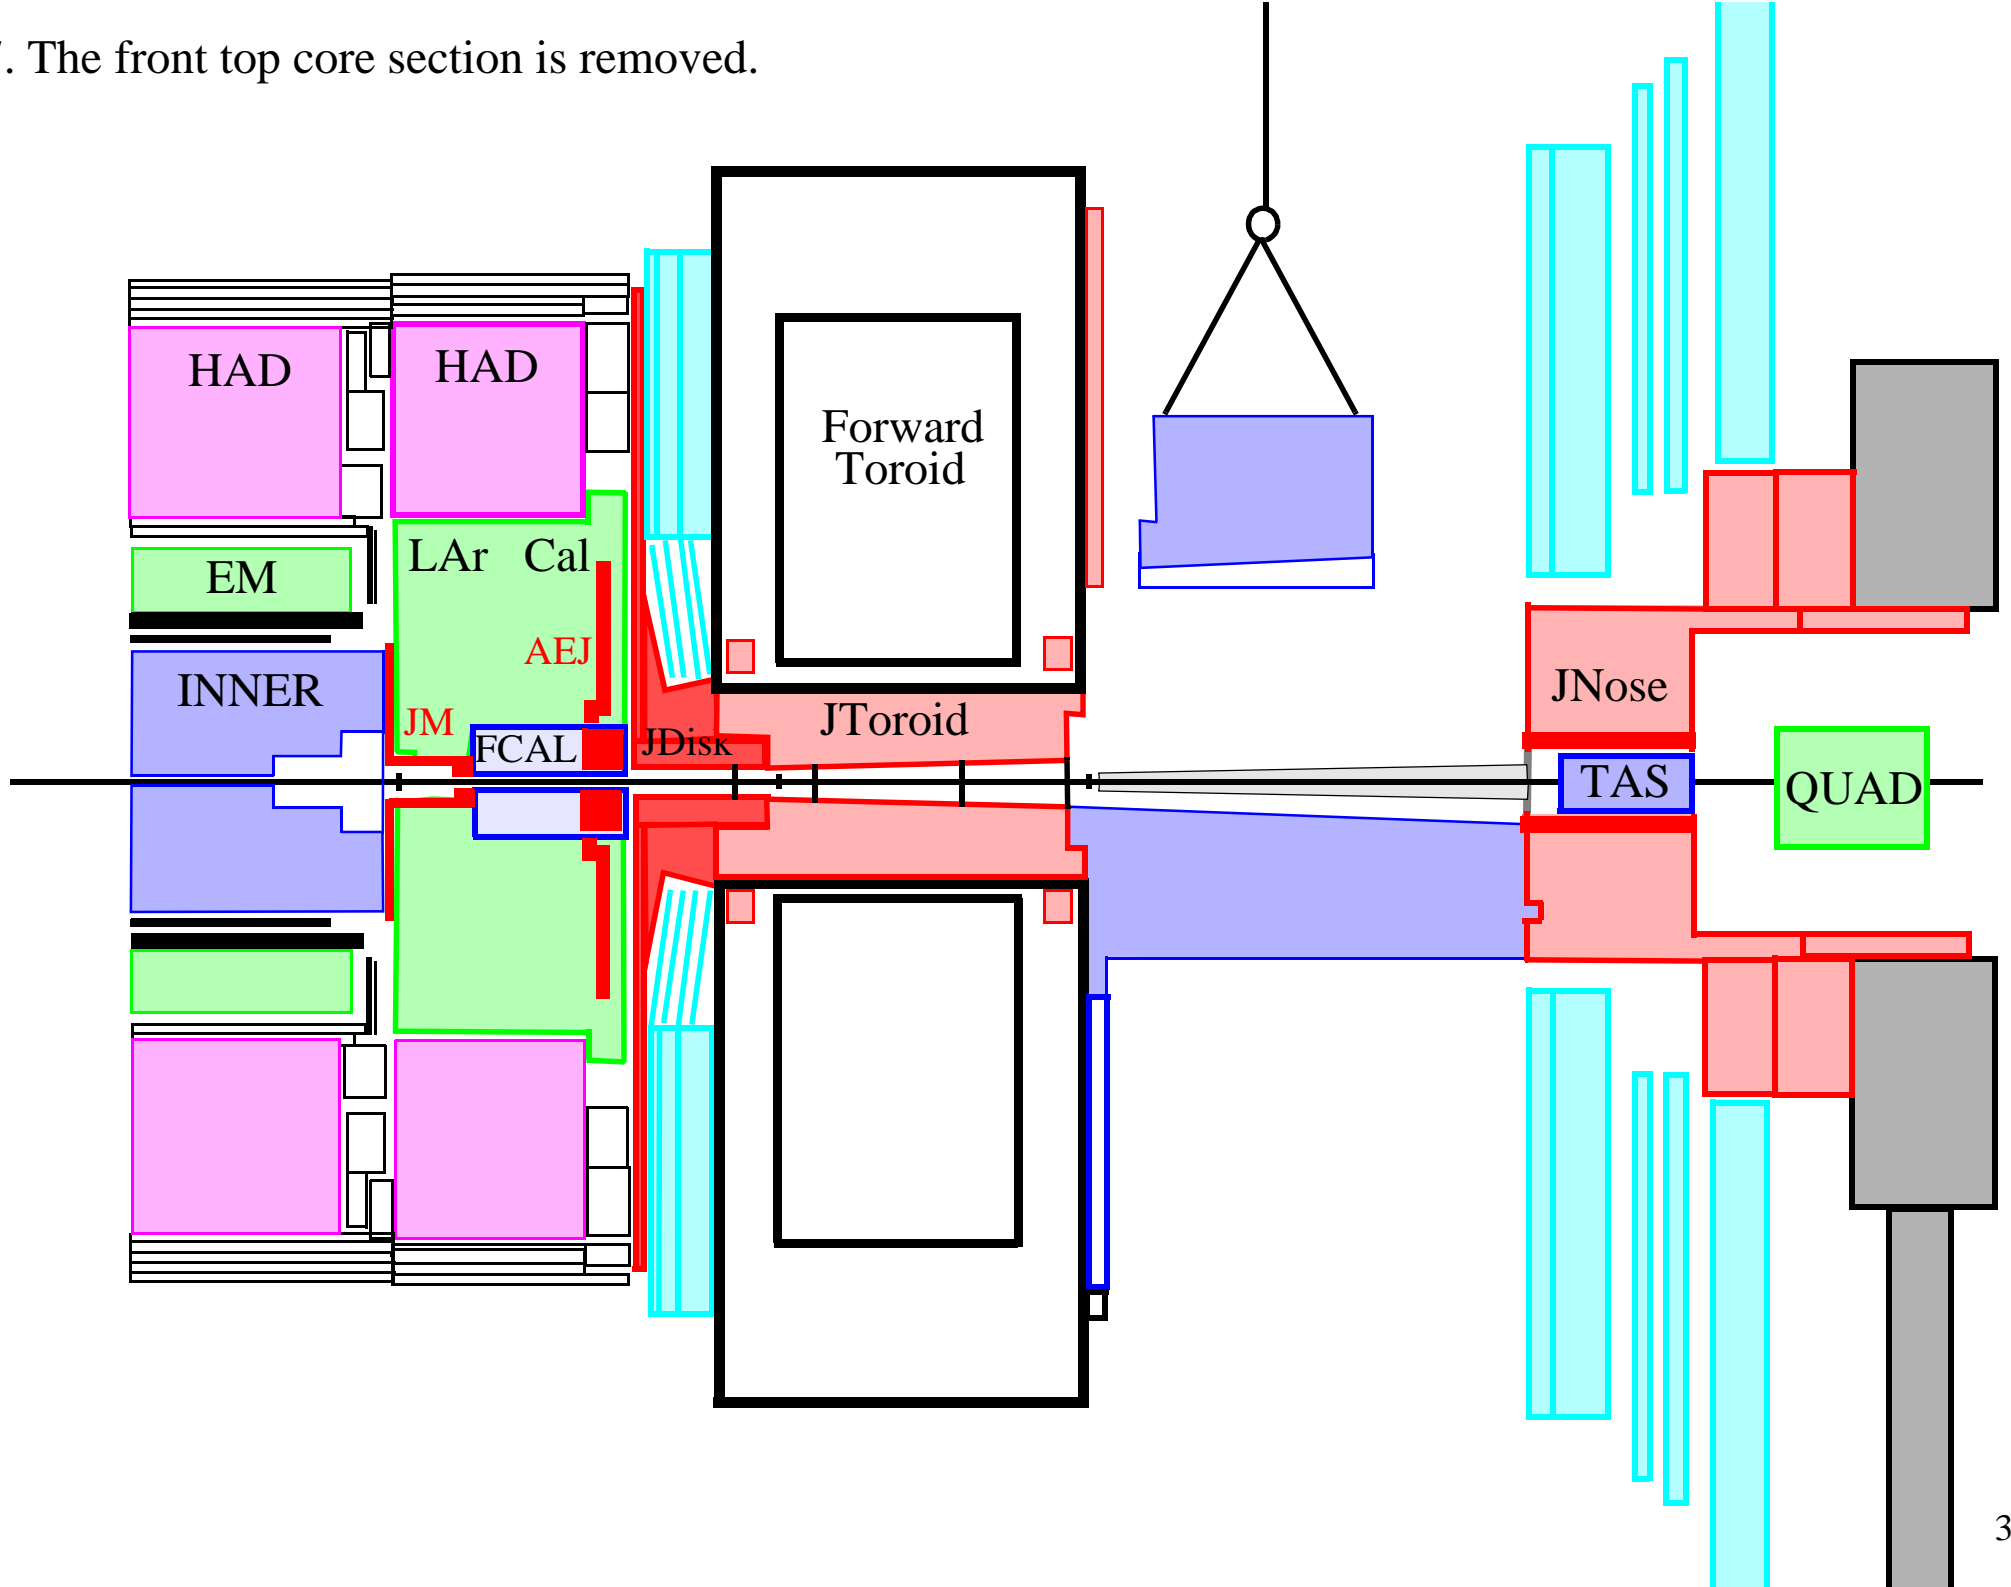 . The front top core section is removed.
HAD
HAD
Forward
Toroid
LAr Cal
EM
AEJ
INNER
JM
FCAL
JDisk
JToroid
JNose
TAS
QUAD
3